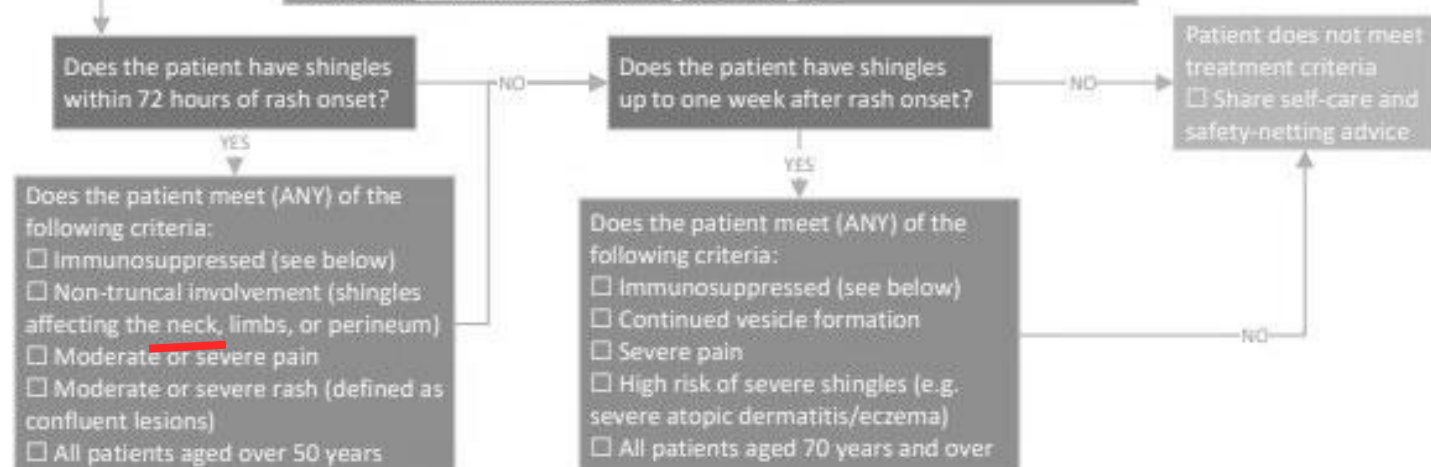 Does the patient have shingles
within 72 hours of rash onset?
NO
Does the patient have shingles
up to one week after rash onset?
NO
Patient does not meet
treatment criteria
☐ Share self-care and
safety-netting advice
YES
Does the patient meet (ANY) of the
following criteria:
☐ Immunosuppressed (see below)
☐ Non-truncal involvement (shingles
affecting the neck, limbs, or perineum)
☐ Moderate or severe pain
☐ Moderate or severe rash (defined as
confluent lesions)
☐ All patients aged over 50 years
YES
Does the patient meet (ANY) of the
following criteria:
☐ Immunosuppressed (see below)
☐ Continued vesicle formation
☐ Severe pain
☐ High risk of severe shingles (e.g.
severe atopic dermatitis/eczema)
☐ All patients aged 70 years and over
NO